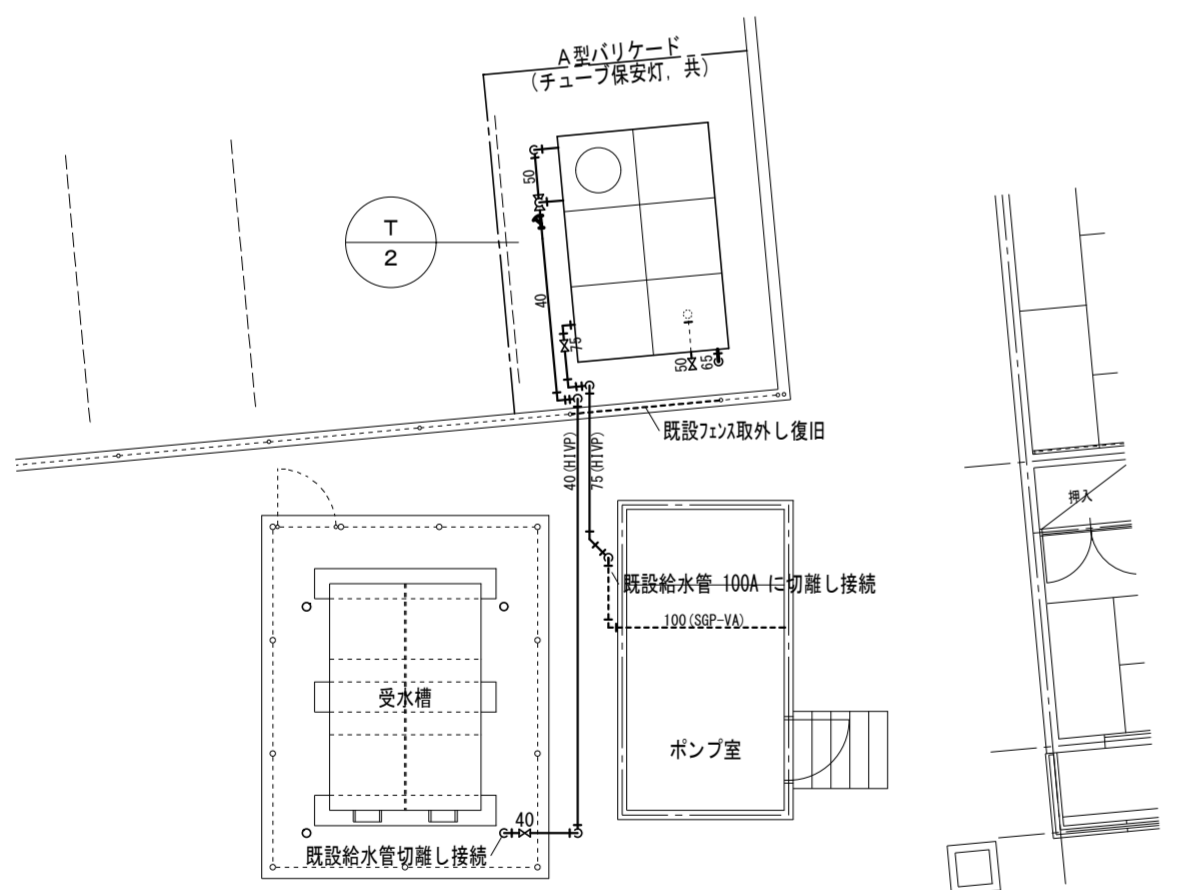 A型バリケード
(チューブ保安灯, 共)
50
T
2
40
75
50
65
既設フェンス取外し復旧
40(HIVP)
75(HIVP)
押入
既設給水管 100A に切離し接続
100(SGP-VA)
受水槽
ポンプ室
40
既設給水管切離し接続